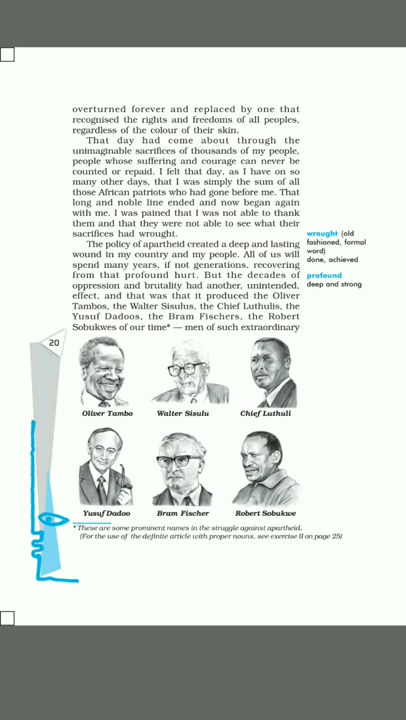 overturned forever and replaced by one that
recognised the rights and freedoms of all peoples,
regardless of the colour of their skin.
That day had come about through the
unimaginable sacrifices of thousands of my people,
people whose suffering and courage can never be
counted or repaid. I felt that day, as I have on so
many other days, that I was simply the sum of all
those African patriots who had gone before me. That
long and noble line ended and now began again
with me. I was pained that I was not able to thank
them and that they were not able to see what their
sacrifices had wrought.
The policy of apartheid created a deep and lasting
wound in my country and my people. All of us will
spend many years, if not generations, recovering
from that profound hurt. But the decades of
oppression and brutality had another, unintended,
effect, and that was that it produced the Oliver
Tambos, the Walter Sisulus, the Chief Luthulis, the
Yusuf Dadoos, the Bram Fischers, the Robert
Sobukwes of our time* — men of such extraordinary
wrought (old
fashioned, formal
word)
done, achieved
profound
deep and strong
20
Oliver Tambo Walter Sisulu Chief Luthuli
Yusuf Dadoo Bram Fischer Robert Sobukwe
* These are some prominent names in the struggle against apartheid.
(For the use of the definite article with proper nouns, see exercise II on page 25)